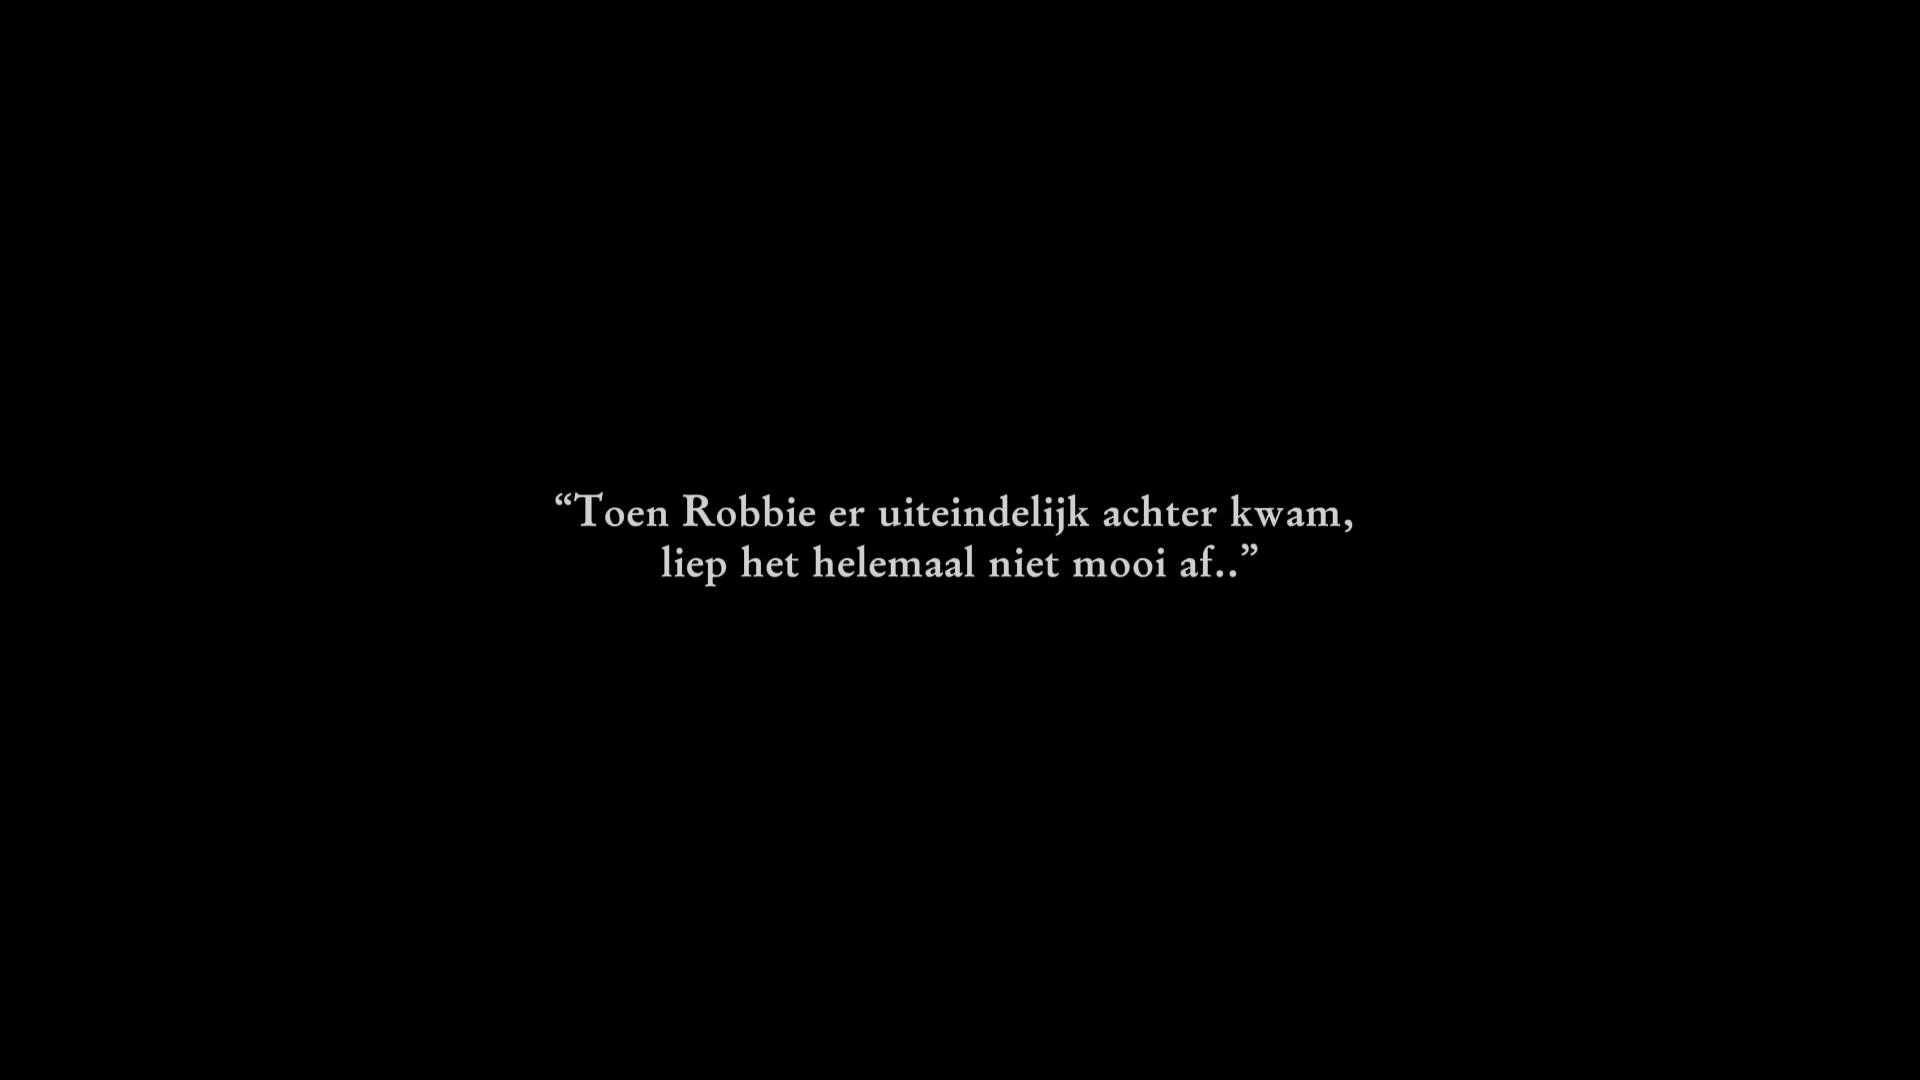 “Toen Robbie er uiteindelijk achter kwam,
liep het helemaal niet mooi af..”